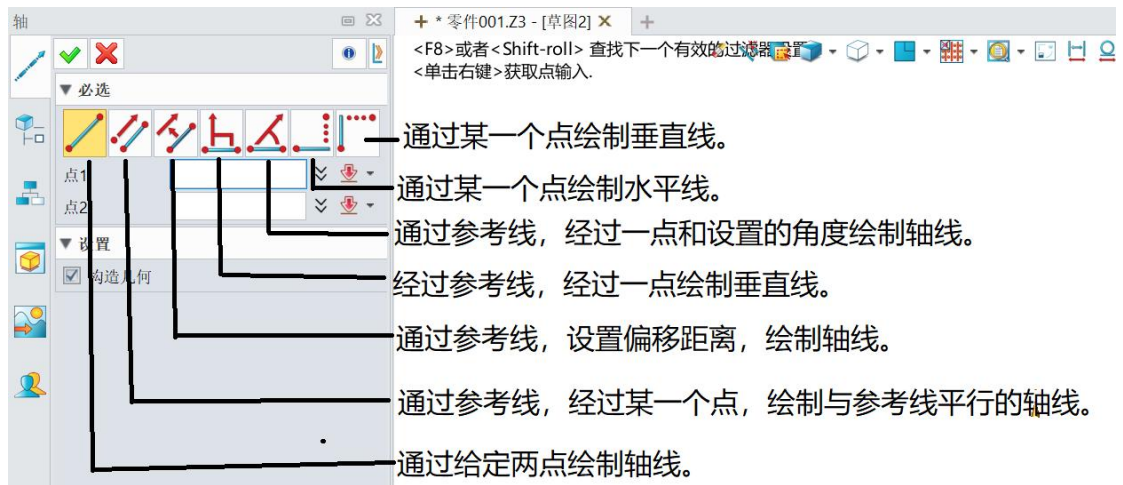 轴
+ * 零件001.Z3 - [草图2] × +
<F8>或者<Shift-roll> 查找下一个有效的过滤器设置
<单击右键>获取点输入.
▼ 必选
通过某一个点绘制垂直线。
点1
通过某一个点绘制水平线。
点2
通过参考线，经过一点和设置的角度绘制轴线。
▼ 设置
构造几何
经过参考线，经过一点绘制垂直线。
通过参考线，设置偏移距离，绘制轴线。
通过参考线，经过某一个点，绘制与参考线平行的轴线。
通过给定两点绘制轴线。